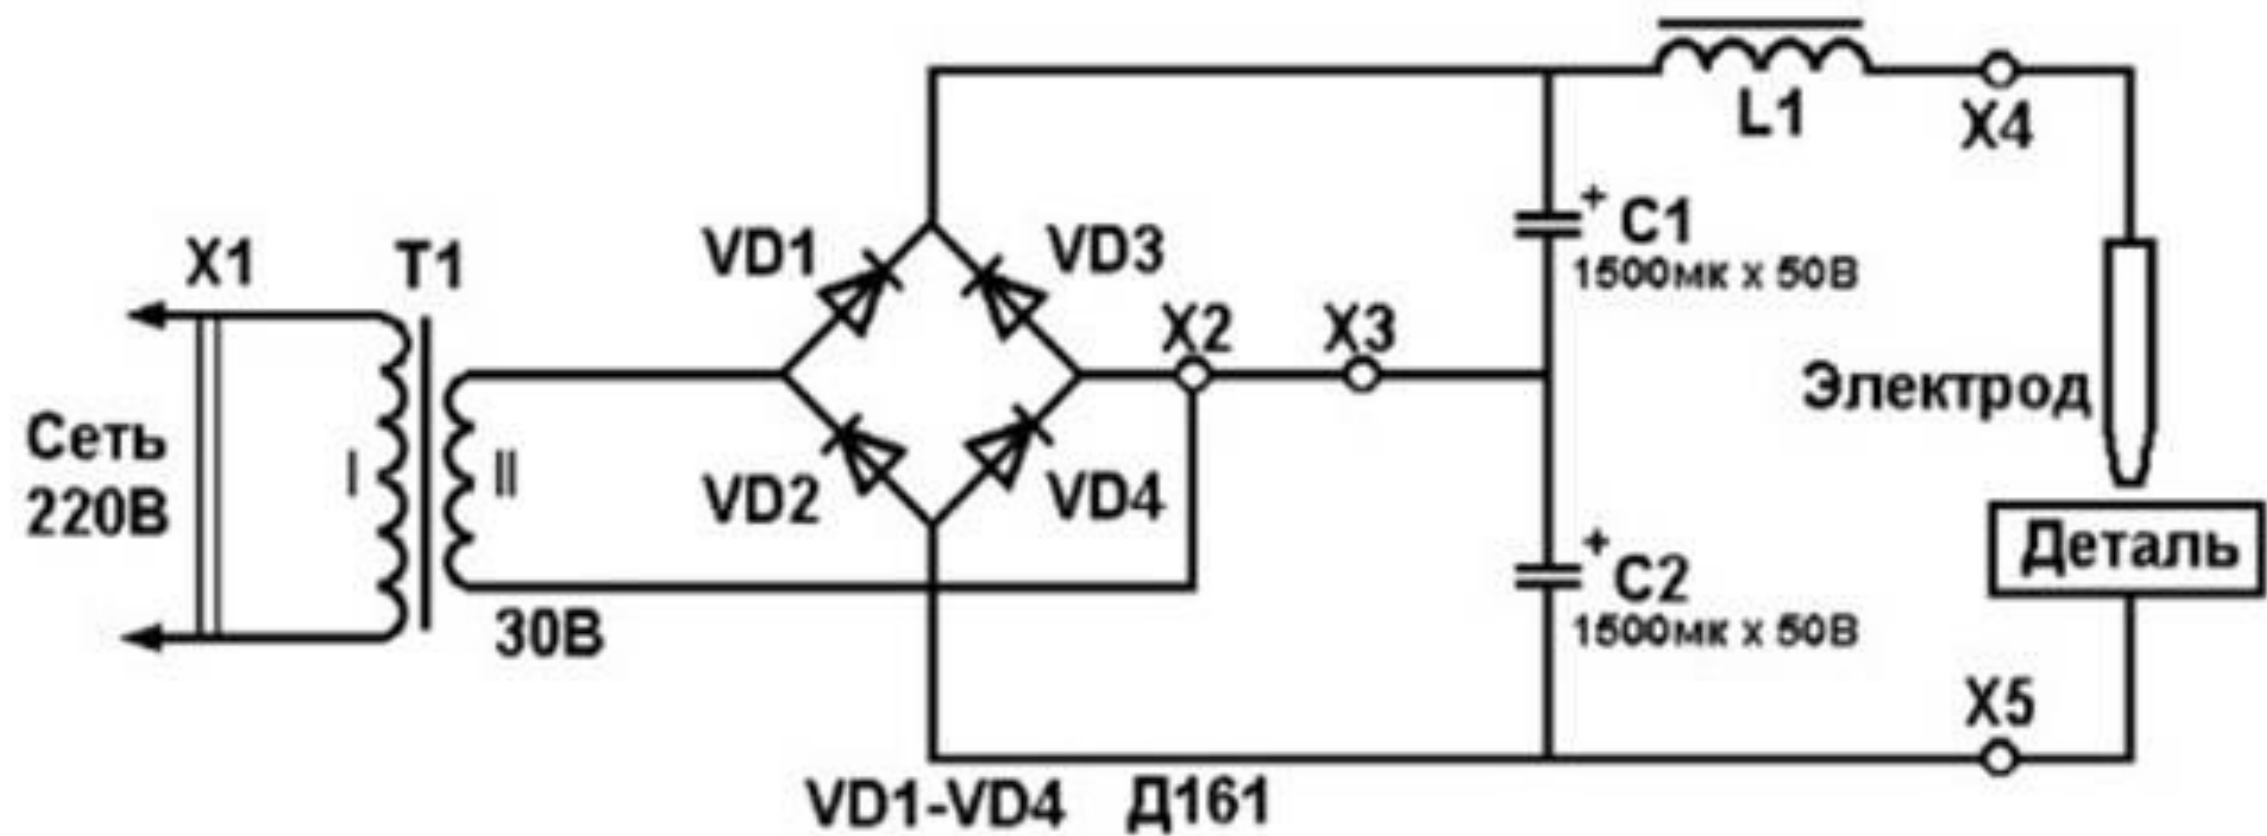 L1
X4
X1
T1
VD1
VD3
+ C1
1500мк х 50В
X2
X3
Сеть
220В
I
II
VD2
VD4
Электрод
+ C2
1500мк х 50В
Деталь
30В
X5
VD1-VD4 Д161